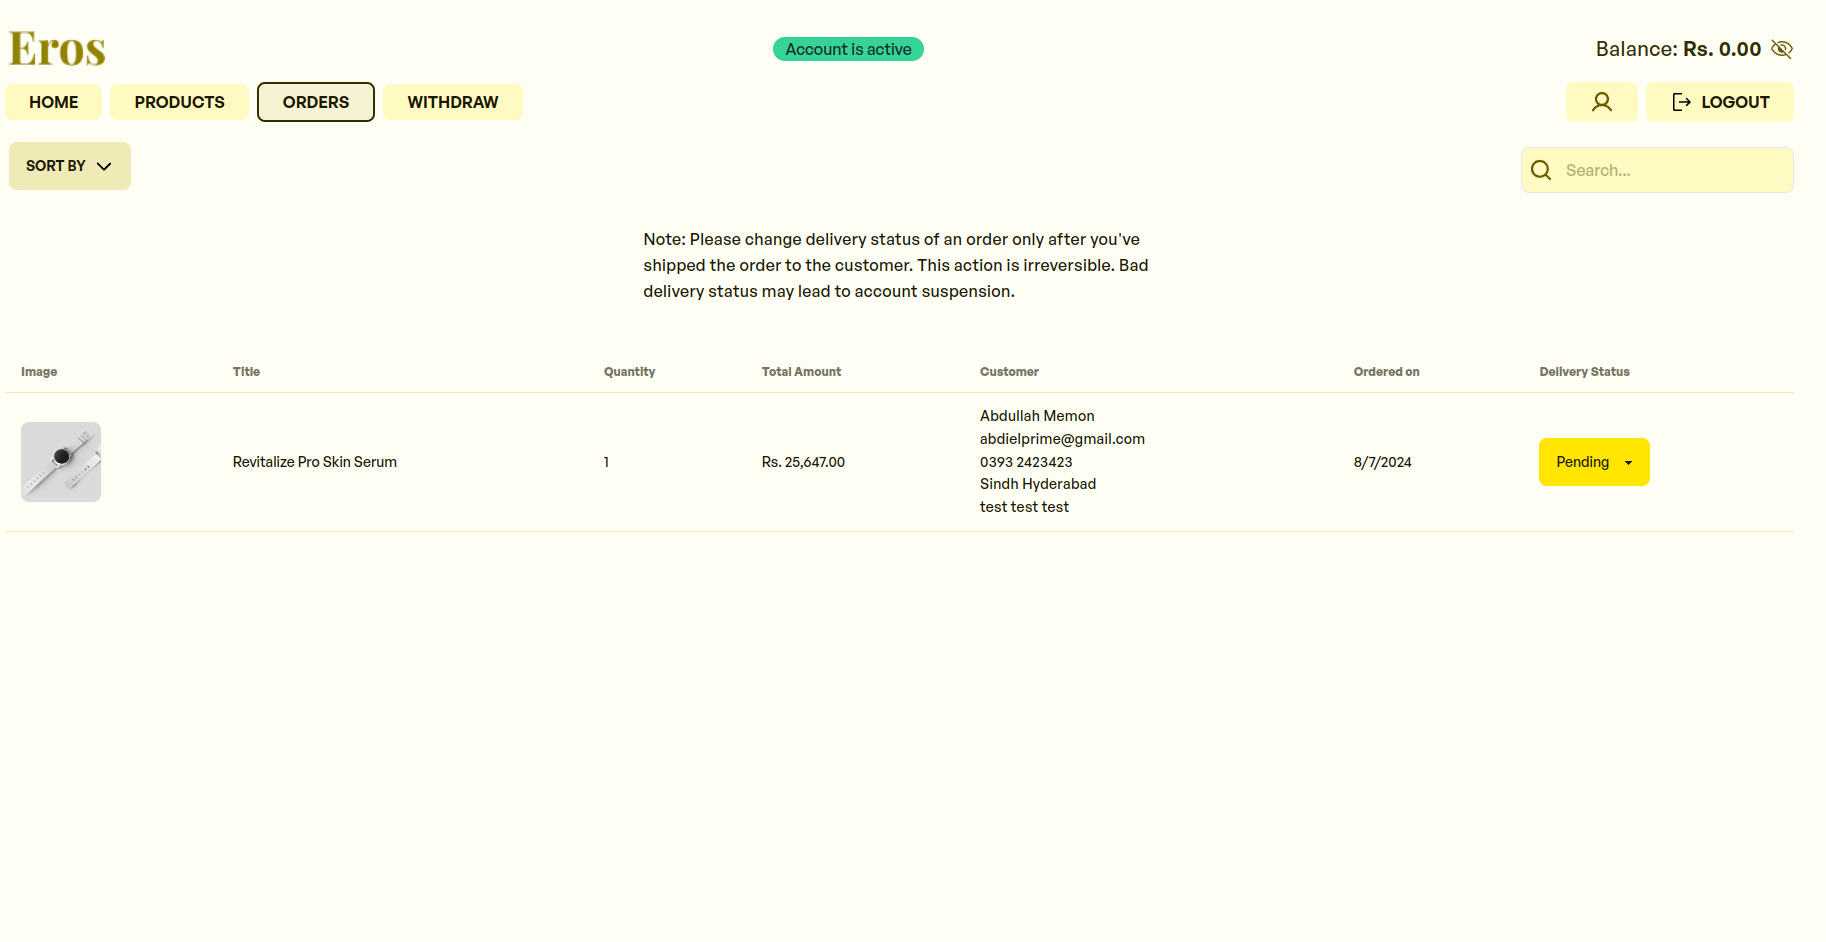 Eros
Account is active
Balance: Rs. 0.00
HOME
PRODUCTS
ORDERS
WITHDRAW
LOGOUT
SORT BY
Search...
Note: Please change delivery status of an order only after you've
shipped the order to the customer. This action is irreversible. Bad
delivery status may lead to account suspension.
Image
Title
Quantity
Total Amount
Customer
Ordered on
Delivery Status
Revitalize Pro Skin Serum
1
Rs. 25,647.00
Abdullah Memon
abdielprime@gmail.com
0393 2423423
Sindh Hyderabad
test test test
8/7/2024
Pending